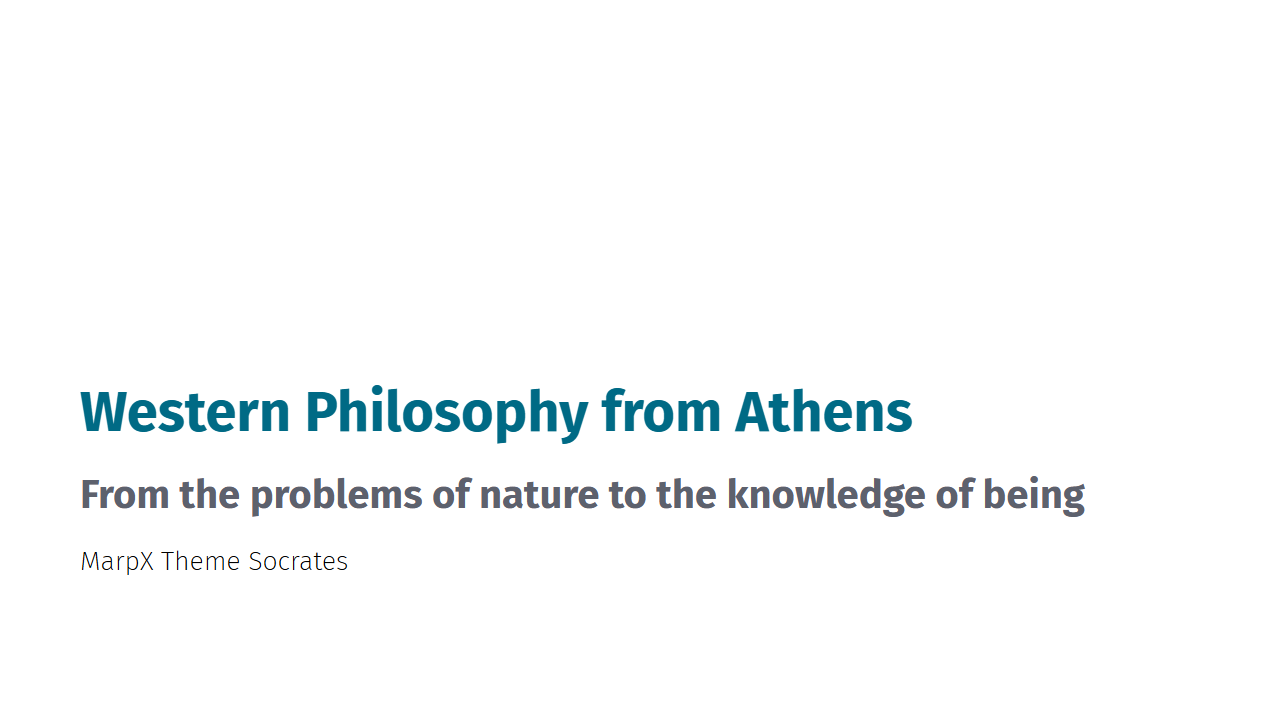 Western Philosophy from Athens
From the problems of nature to the knowledge of being
MarpX Theme Socrates